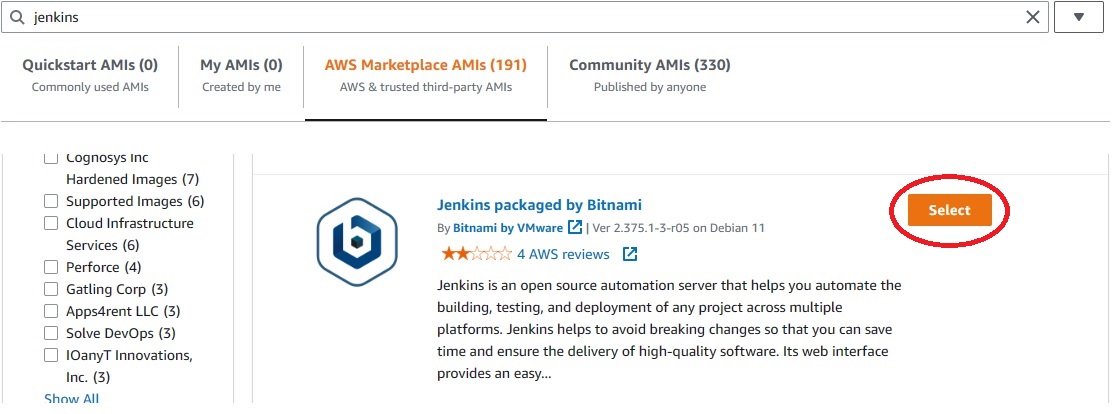 jenkins
Quickstart AMIs (0)
Commonly used AMIs
My AMIs (0)
Created by me
AWS Marketplace AMIs (191)
AWS & trusted third-party AMIs
Community AMIs (330)
Published by anyone
Cognosys Inc
Hardened Images (7)
Supported Images (6)
Cloud Infrastructure
Services (6)
Perforce (4)
Gatling Corp (3)
Apps4rent LLC (3)
Solve DevOps (3)
IOanyT Innovations,
Inc. (3)
Show All
Jenkins packaged by Bitnami
By Bitnami by VMware | Ver 2.375.1-3-r05 on Debian 11
4 AWS reviews
Jenkins is an open source automation server that helps you automate the
building, testing, and deployment of any project across multiple
platforms. Jenkins helps to avoid breaking changes so that you can save
time and ensure the delivery of high-quality software. Its web interface
provides an easy...
Select